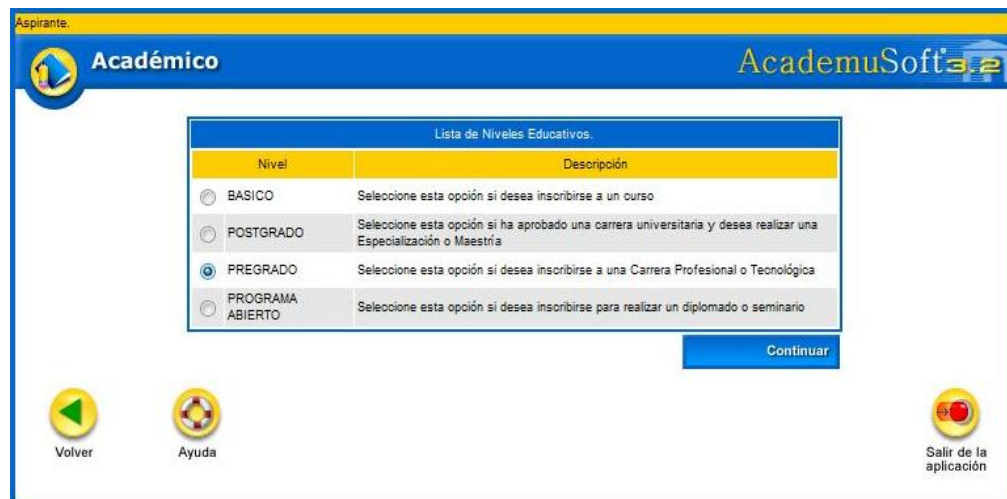 Aspirante.
Académico
AcademuSoft 3.2
Lista de Niveles Educativos.
Nivel Descripción
BASICO Seleccione esta opción si desea inscribirse a un curso
POSTGRADO Seleccione esta opción si ha aprobado una carrera universitaria y desea realizar una
Especialización o Maestría
PREGRADO Seleccione esta opción si desea inscribirse a una Carrera Profesional o Tecnológica
PROGRAMA
ABIERTO Seleccione esta opción si desea inscribirse para realizar un diplomado o seminario
Continuar
Volver Ayuda Salir de la
aplicación